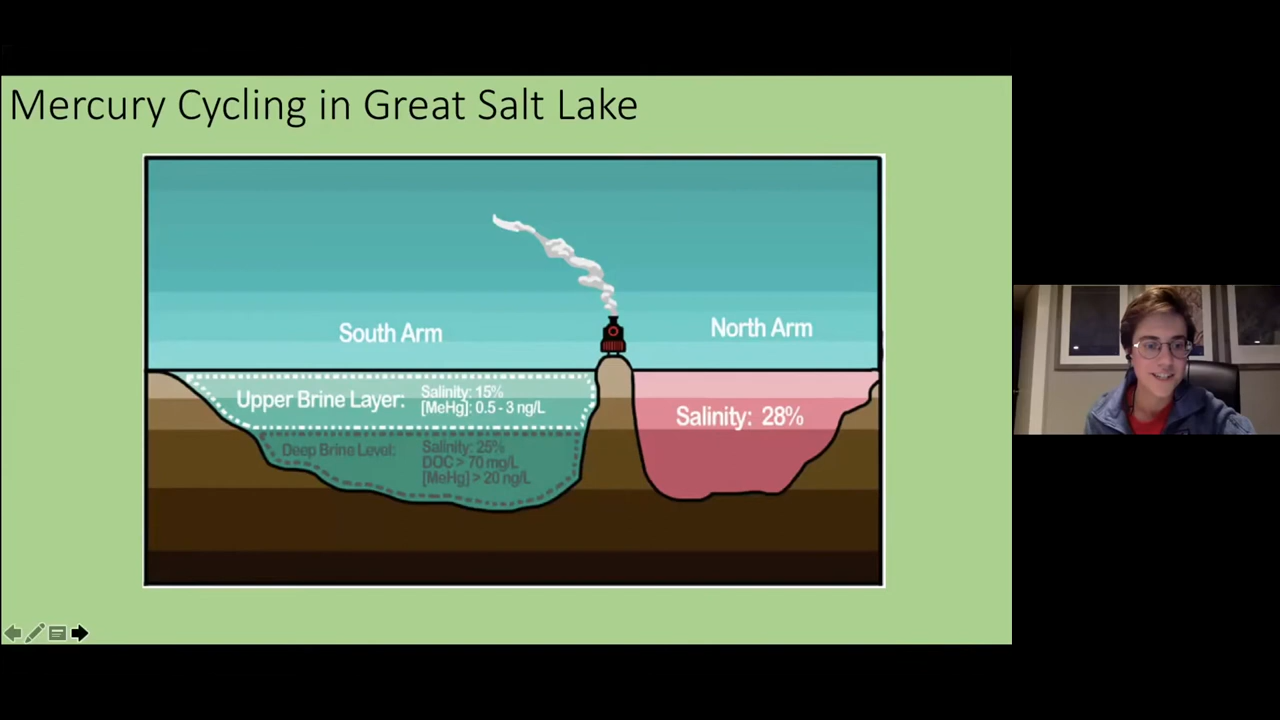 Mercury Cycling in Great Salt Lake
South Arm
North Arm
Upper Brine Layer:
Salinity: 15%
[MeHg]: 0.5 - 3 ng/L
Salinity: 28%
Deep Brine Level:
Salinity: 25%
DOC > 70 mg/L
[MeHg] > 20 ng/L